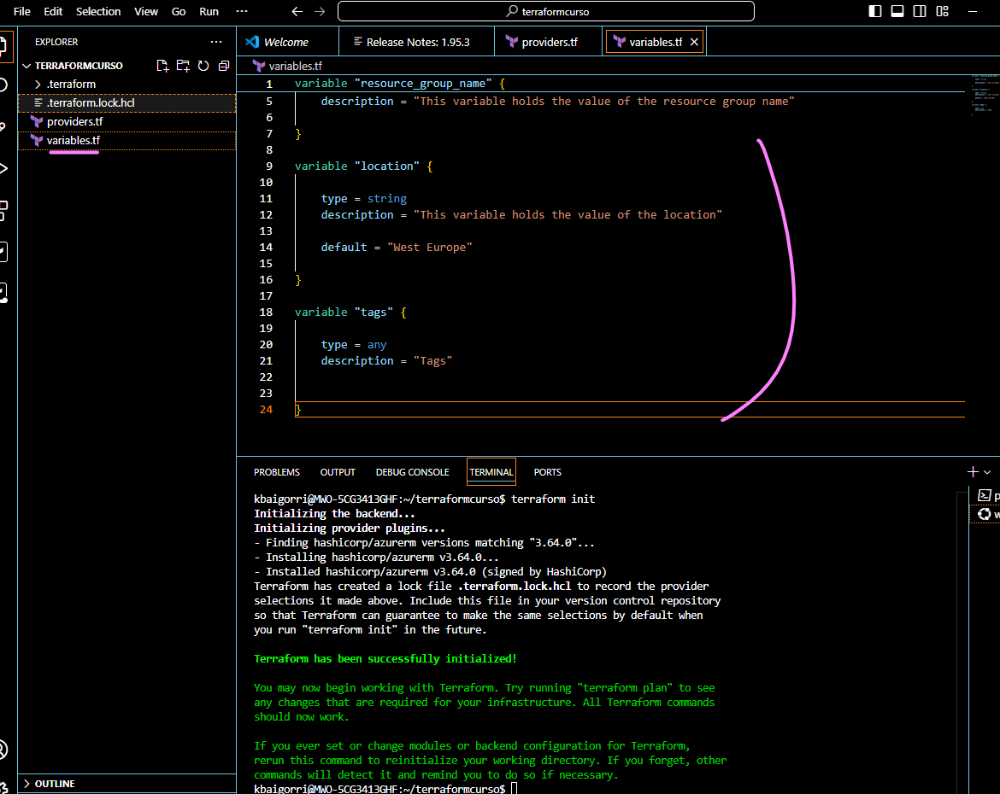 File Edit Selection View Go Run ··· terraformcurso
EXPLORER ···
TERRAFORMCURSO
.terraform
.terraform.lock.hcl
providers.tf
variables.tf
Welcome Release Notes: 1.95.3 providers.tf variables.tf
variables.tf
1 variable "resource_group_name" {
5 description = "This variable holds the value of the resource group name"
6
7 }
8
9 variable "location" {
10
11 type = string
12 description = "This variable holds the value of the location"
13
14 default = "West Europe"
15
16 }
17
18 variable "tags" {
19
20 type = any
21 description = "Tags"
22
23
24 }
PROBLEMS OUTPUT DEBUG CONSOLE TERMINAL PORTS
kbaigorri@MWO-5CG3413GHF:~/terraformcurso$ terraform init
Initializing the backend...
Initializing provider plugins...
- Finding hashicorp/azurerm versions matching "3.64.0"...
- Installing hashicorp/azurerm v3.64.0...
- Installed hashicorp/azurerm v3.64.0 (signed by HashiCorp)
Terraform has created a lock file .terraform.lock.hcl to record the provider
selections it made above. Include this file in your version control repository
so that Terraform can guarantee to make the same selections by default when
you run "terraform init" in the future.
Terraform has been successfully initialized!
You may now begin working with Terraform. Try running "terraform plan" to see
any changes that are required for your infrastructure. All Terraform commands
should now work.
If you ever set or change modules or backend configuration for Terraform,
rerun this command to reinitialize your working directory. If you forget, other
commands will detect it and remind you to do so if necessary.
kbaigorri@MWO-5CG3413GHF:~/terraformcurso$
OUTLINE